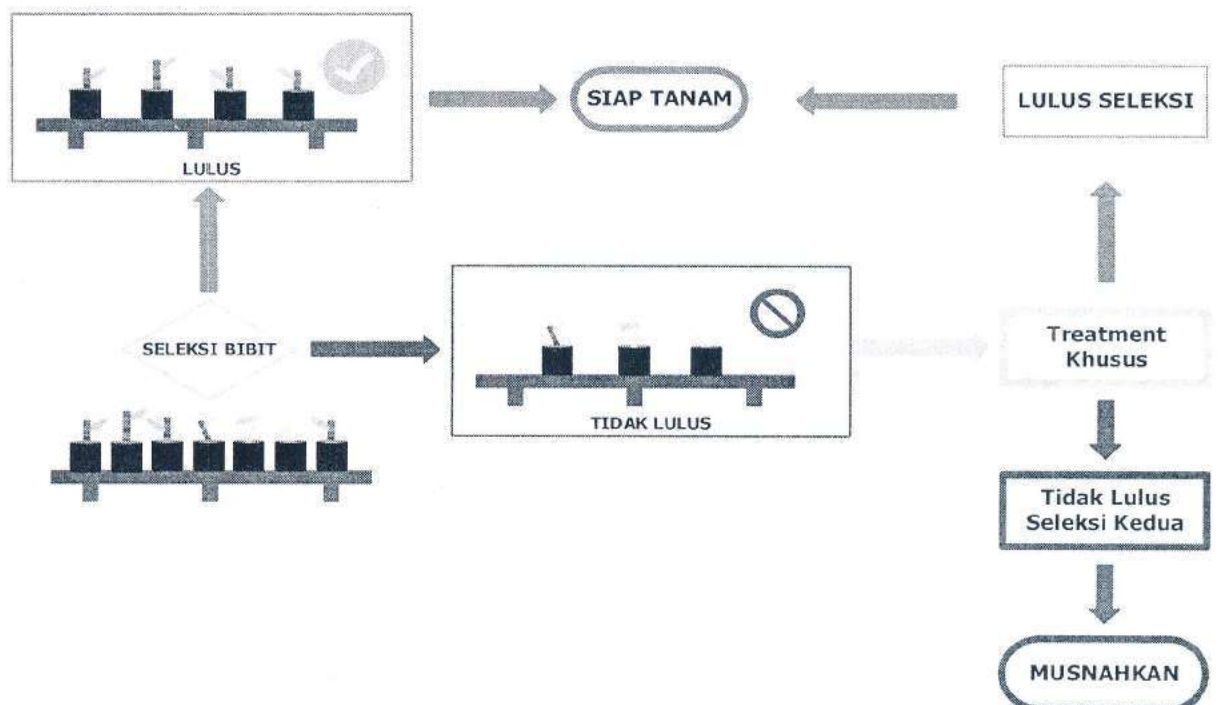 SIAP TANAM
LULUS SELEKSI
LULUS
SELEKSI BIBIT
Treatment
Khusus
TIDAK LULUS
Tidak Lulus
Seleksi Kedua
MUSNAHKAN